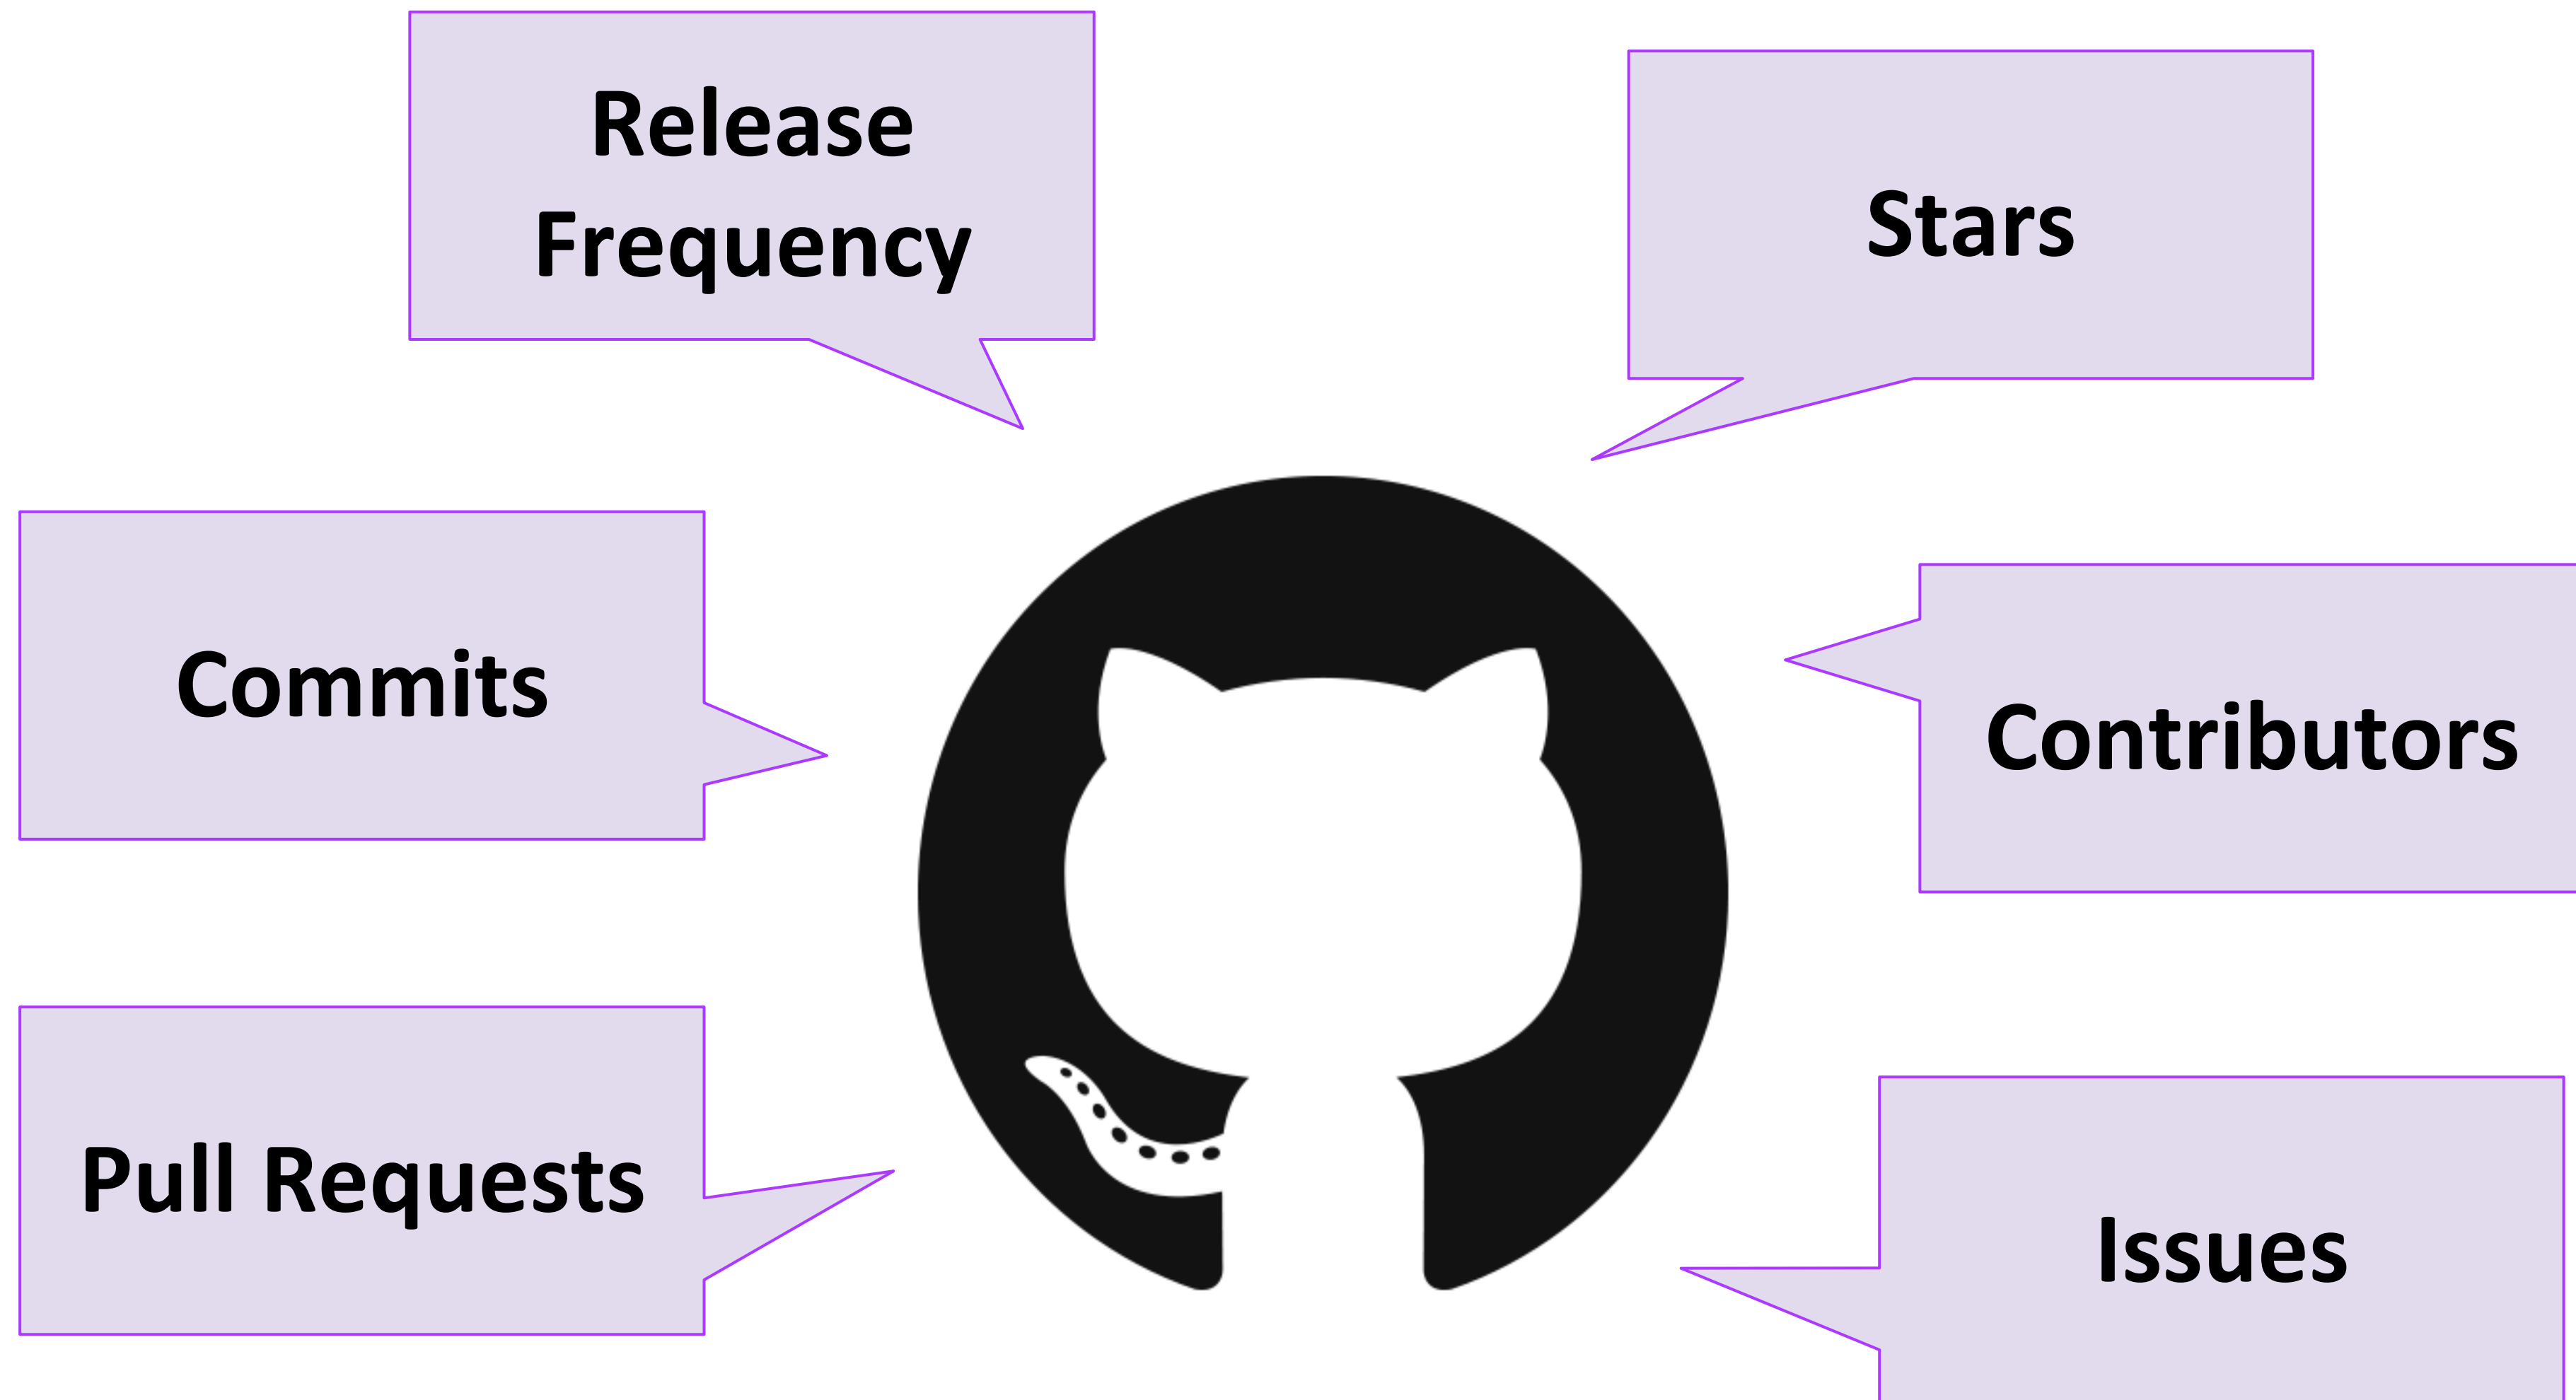 Release
Frequency
Stars
Commits
Contributors
Pull Requests
Issues